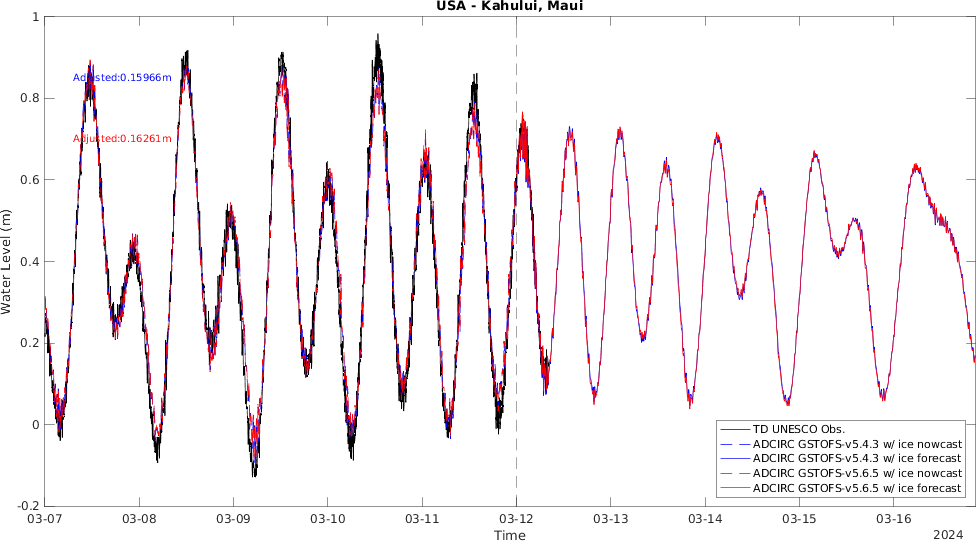 USA - Kahului, Maui
1
0.8
0.6
0.4
0.2
0
-0.2
Water Level (m)
Adjusted:0.15966m
Adjusted:0.16261m
TD UNESCO Obs.
ADCIRC GSTOFS-v5.4.3 w/ ice nowcast
ADCIRC GSTOFS-v5.4.3 w/ ice forecast
ADCIRC GSTOFS-v5.6.5 w/ ice nowcast
ADCIRC GSTOFS-v5.6.5 w/ ice forecast
03-07 03-08 03-09 03-10 03-11 03-12 03-13 03-14 03-15 03-16
Time
2024